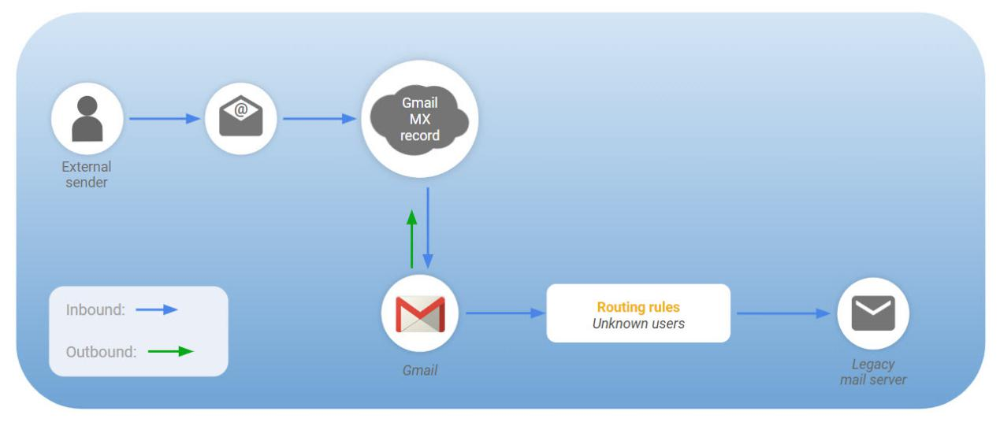 External
sender
@
Gmail
MX
record
Inbound:
Outbound:
Gmail
Routing rules
Unknown users
Legacy
mail server